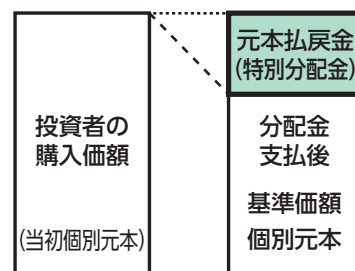 投資者の
購入価額
(当初個別元本)
元本払戻金
(特別分配金)
分配金
支払後
基準価額
個別元本